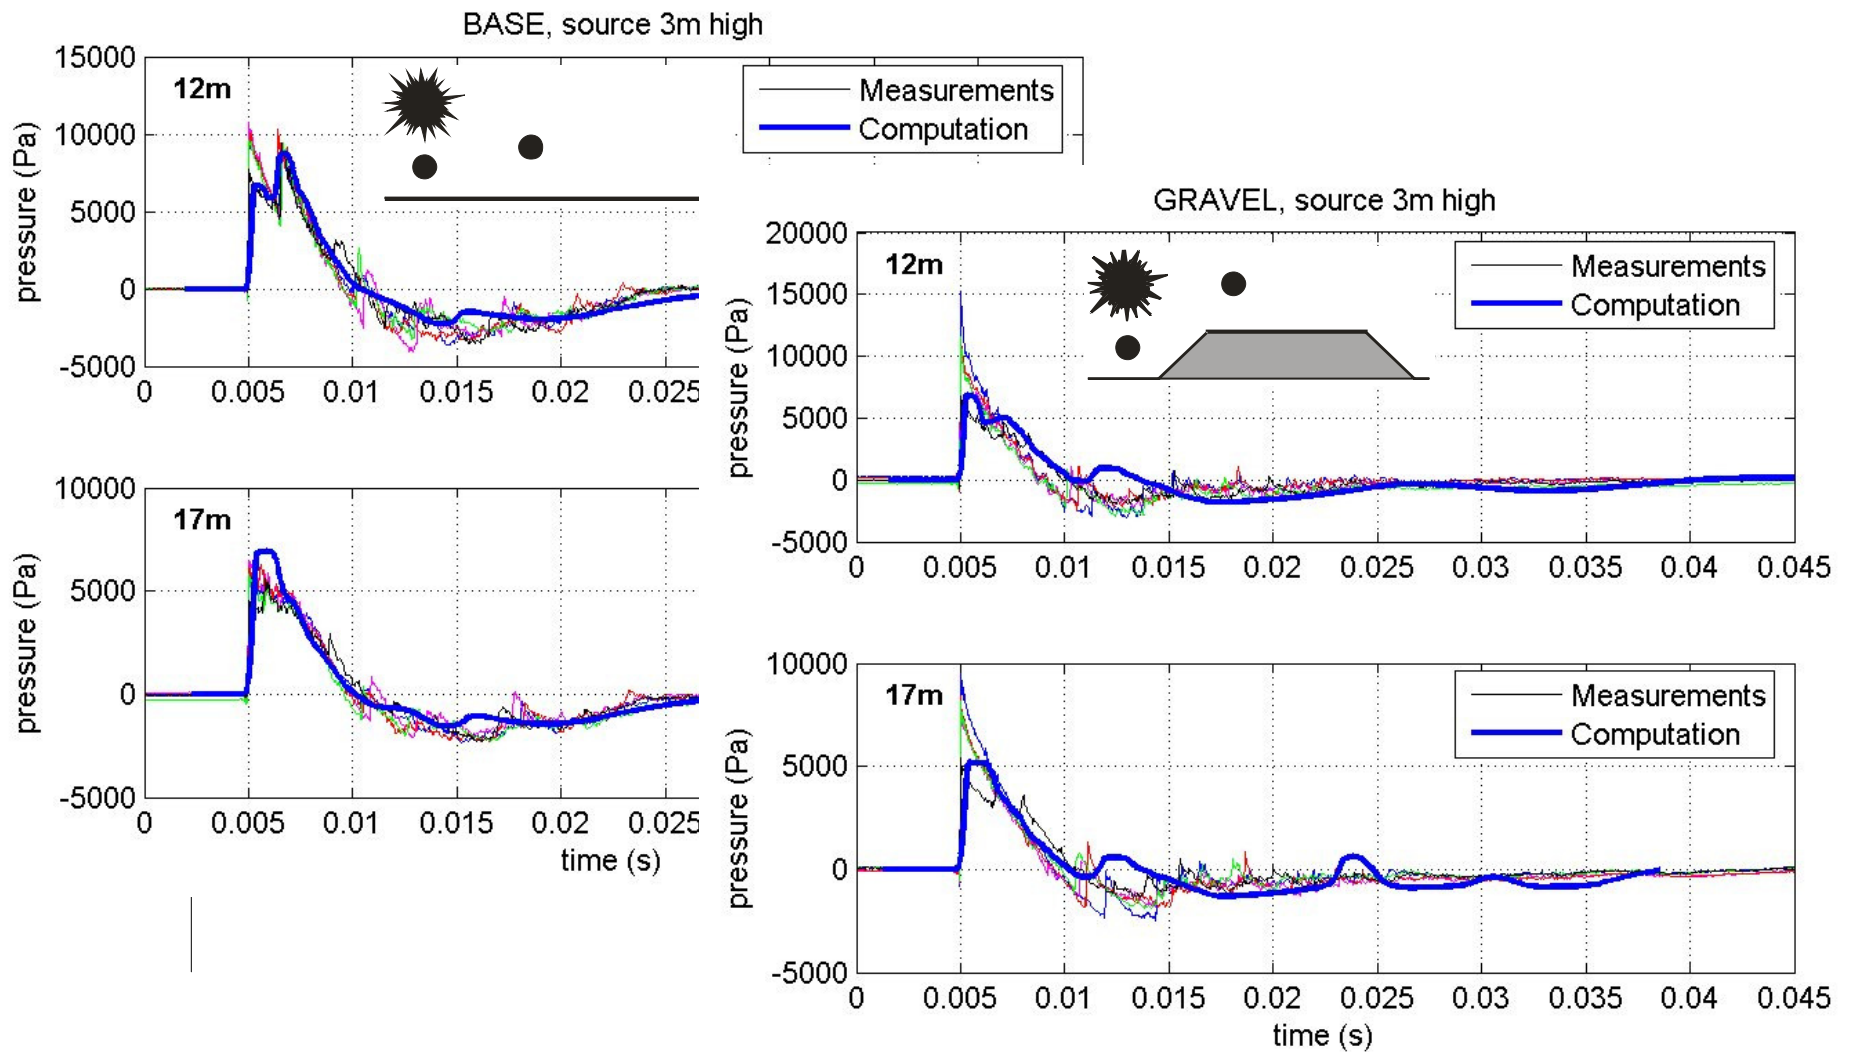 BASE, source 3m high
15000
12m
Measurements
Computation
10000
5000
0
-5000
pressure (Pa)
0 0.005 0.01 0.015 0.02 0.025
10000
17m
5000
0
-5000
pressure (Pa)
0 0.005 0.01 0.015 0.02 0.025
time (s)
GRAVEL, source 3m high
20000
12m
Measurements
Computation
15000
10000
5000
0
-5000
pressure (Pa)
0 0.005 0.01 0.015 0.02 0.025 0.03 0.035 0.04 0.045
10000
17m
Measurements
Computation
5000
0
-5000
pressure (Pa)
0 0.005 0.01 0.015 0.02 0.025 0.03 0.035 0.04 0.045
time (s)